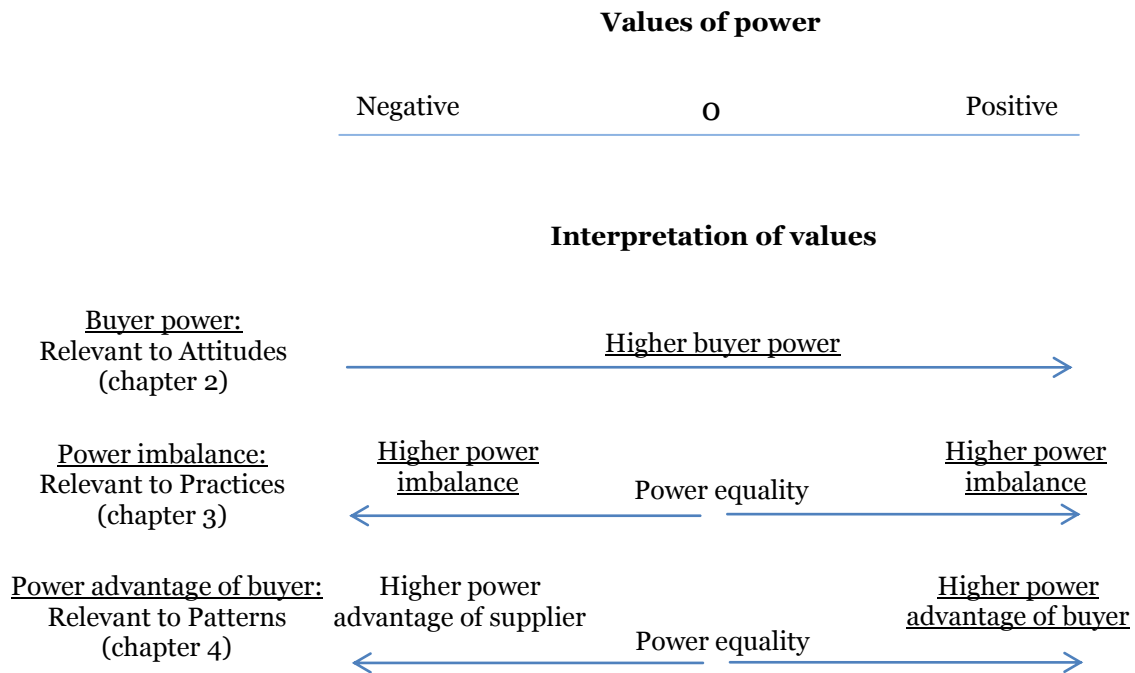 Values of power
Negative 0 Positive
Interpretation of values
Buyer power:
Relevant to Attitudes
(chapter 2)
Higher buyer power
Power imbalance:
Relevant to Practices
(chapter 3)
Higher power
imbalance
Power equality
Higher power
imbalance
Power advantage of buyer:
Relevant to Patterns
(chapter 4)
Higher power
advantage of supplier
Power equality
Higher power
advantage of buyer